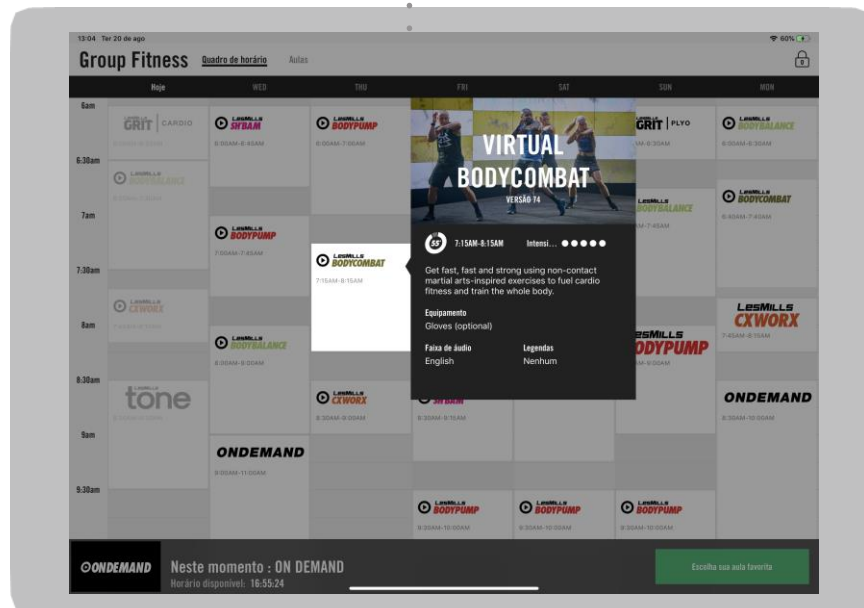 13:04 Ter 20 de ago
60%
Group Fitness
Quadro de horário
Aulas
Hoje
WED
THU
FRI
SAT
SUN
MON
6am
6:30am
7am
7:30am
8am
8:30am
9am
9:30am
GRIT CARDIO
LesMILLS
BODYBALANCE
LesMILLS
CXWORX
LesMILLS
tone
LesMILLS
SH'BAM
6:00AM-6:45AM
LesMILLS
BODYPUMP
7:00AM-7:45AM
LesMILLS
BODYBALANCE
8:00AM-9:00AM
ONDEMAND
9:00AM-11:00AM
LesMILLS
BODYPUMP
6:00AM-7:00AM
LesMILLS
BODYCOMBAT
7:15AM-8:15AM
LesMILLS
CXWORX
8:30AM-9:00AM
VIRTUAL
BODYCOMBAT
VERSÃO 74
55'
7:15AM-8:15AM
Intensi...
Get fast, fast and strong using non-contact
martial arts-inspired exercises to fuel cardio
fitness and train the whole body.
Equipamento
Gloves (optional)
Faixa de áudio
Legendas
English
Nenhum
SH'BAM
8:30AM-9:15AM
LesMILLS
BODYPUMP
9:30AM-10:00AM
LesMILLS
BODYPUMP
9:30AM-10:00AM
GRIT PLYO
LesMILLS
BODYBALANCE
LesMILLS
BODYPUMP
LesMILLS
BODYPUMP
9:30AM-10:00AM
LesMILLS
BODYBALANCE
6:00AM-6:30AM
LesMILLS
BODYCOMBAT
6:40AM-7:40AM
LesMILLS
CXWORX
7:45AM-8:15AM
ONDEMAND
8:30AM-10:00AM
ONDEMAND
Neste momento : ON DEMAND
Horário disponível: 16:55:24
Escolha sua aula favorita